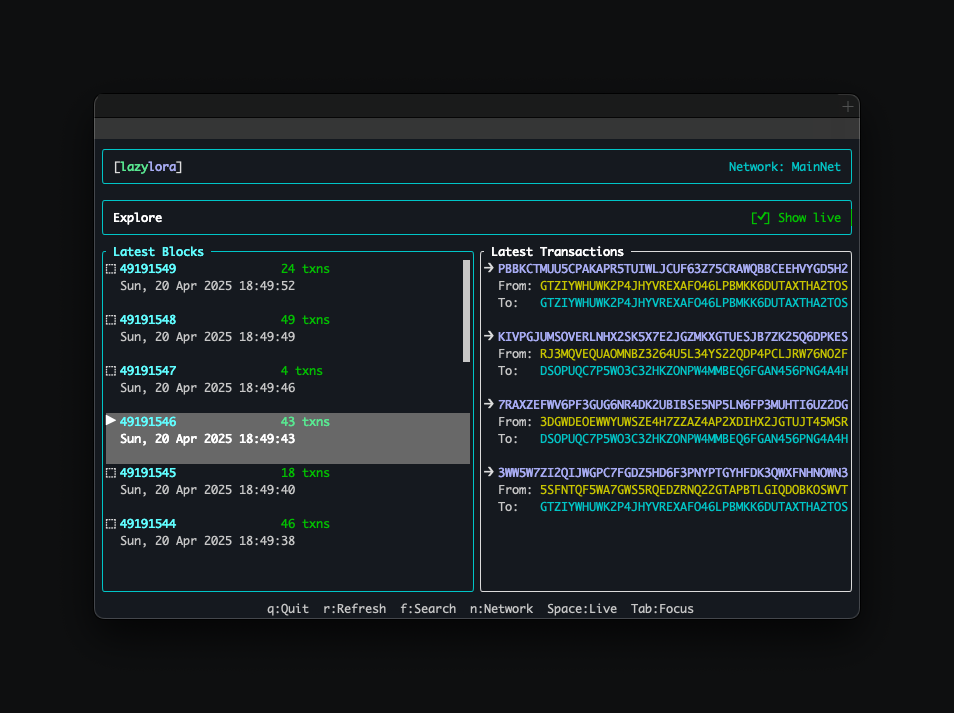 [lazylora]
Network: MainNet
Explore
[✓] Show live
Latest Blocks
49191549 24 txns
Sun, 20 Apr 2025 18:49:52
49191548 49 txns
Sun, 20 Apr 2025 18:49:49
49191547 4 txns
Sun, 20 Apr 2025 18:49:46
49191546 43 txns
Sun, 20 Apr 2025 18:49:43
49191545 18 txns
Sun, 20 Apr 2025 18:49:40
49191544 46 txns
Sun, 20 Apr 2025 18:49:38
Latest Transactions
→ PBBKCTMUU5CPAKAPR5TUIWLJCUF63Z75CRAWQBBCEEHVYGD5H2
From: GTZIYWHUWK2P4JHYVREXAFO46LPBMKK6DUTAXTHA2TOS
To: GTZIYWHUWK2P4JHYVREXAFO46LPBMKK6DUTAXTHA2TOS
→ KIVPGJUMSOVERLNHX2SK5X7E2JGZMKXGTUESJB7ZK25Q6DPKES
From: RJ3MQVEQUAOMNBZ3264U5L34YS22QDP4PCLJRW76NO2F
To: DSOPUQC7P5WO3C32HKZONPW4MMBEQ6FGAN456PNG4A4H
→ 7RAXZEFWV6PF3GUG6NR4DK2UBIBSE5NP5LN6FP3MUHTI6UZ2DG
From: 3DGWDEOEWWYUWSZE4H7ZZAZ4AP2XDIHX2JGTUJT45MSR
To: DSOPUQC7P5WO3C32HKZONPW4MMBEQ6FGAN456PNG4A4H
→ 3WW5W7ZI2QIJWGPC7FGDZ5HD6F3PNYPTGYHFDK3QWXFNHNOWN3
From: 5SFNTQF5WA7GWS5RQEDZRNQ22GTAPBTLGIQDOBKOSWVT
To: GTZIYWHUWK2P4JHYVREXAFO46LPBMKK6DUTAXTHA2TOS
q:Quit r:Refresh f:Search n:Network Space:Live Tab:Focus